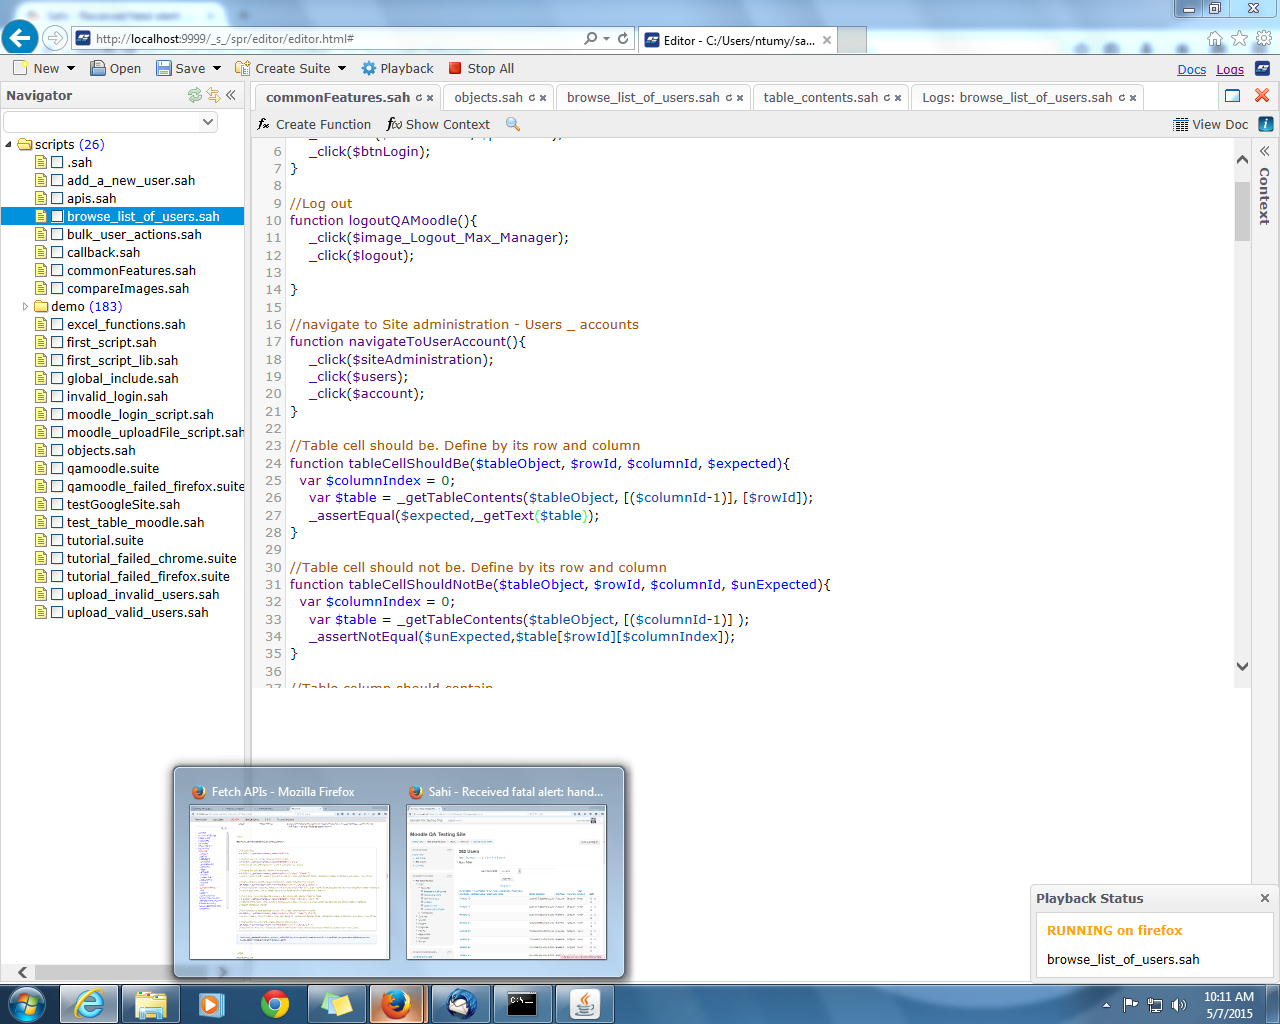 http://localhost:9999/_s_/spr/editor/editor.html#
Editor - C:/Users/ntumy/sa...
New
Open
Save
Create Suite
Playback
Stop All
Docs
Logs
Navigator
commonFeatures.sah
objects.sah
browse_list_of_users.sah
table_contents.sah
Logs: browse_list_of_users.sah
Create Function
Show Context
View Doc
Context
scripts (26)
.sah
add_a_new_user.sah
apis.sah
browse_list_of_users.sah
bulk_user_actions.sah
callback.sah
commonFeatures.sah
compareImages.sah
demo (183)
excel_functions.sah
first_script.sah
first_script_lib.sah
global_include.sah
invalid_login.sah
moodle_login_script.sah
moodle_uploadFile_script.sah
objects.sah
qamoodle.suite
qamoodle_failed_firefox.suite
testGoogleSite.sah
test_table_moodle.sah
tutorial.suite
tutorial_failed_chrome.suite
tutorial_failed_firefox.suite
upload_invalid_users.sah
upload_valid_users.sah
6 _click($btnLogin);
7 }
8
9 //Log out
10 function logoutQAMoodle(){
11 _click($image_Logout_Max_Manager);
12 _click($logout);
13
14 }
15
16 //navigate to Site administration - Users _ accounts
17 function navigateToUserAccount(){
18 _click($siteAdministration);
19 _click($users);
20 _click($account);
21 }
22
23 //Table cell should be. Define by its row and column
24 function tableCellShouldBe($tableObject, $rowId, $columnId, $expected){
25 var $columnIndex = 0;
26 var $table = _getTableContents($tableObject, [($columnId-1)], [$rowId]);
27 _assertEqual($expected,_getText($table));
28 }
29
30 //Table cell should not be. Define by its row and column
31 function tableCellShouldNotBe($tableObject, $rowId, $columnId, $unExpected){
32 var $columnIndex = 0;
33 var $table = _getTableContents($tableObject, [($columnId-1)] );
34 _assertNotEqual($unExpected,$table[$rowId][$columnIndex]);
35 }
36
37 //Table column should contain
Fetch APIs - Mozilla Firefox
Sahi - Received fatal alert: hand...
Moodle QA Testing Site
Playback Status
RUNNING on firefox
browse_list_of_users.sah
10:11 AM
5/7/2015